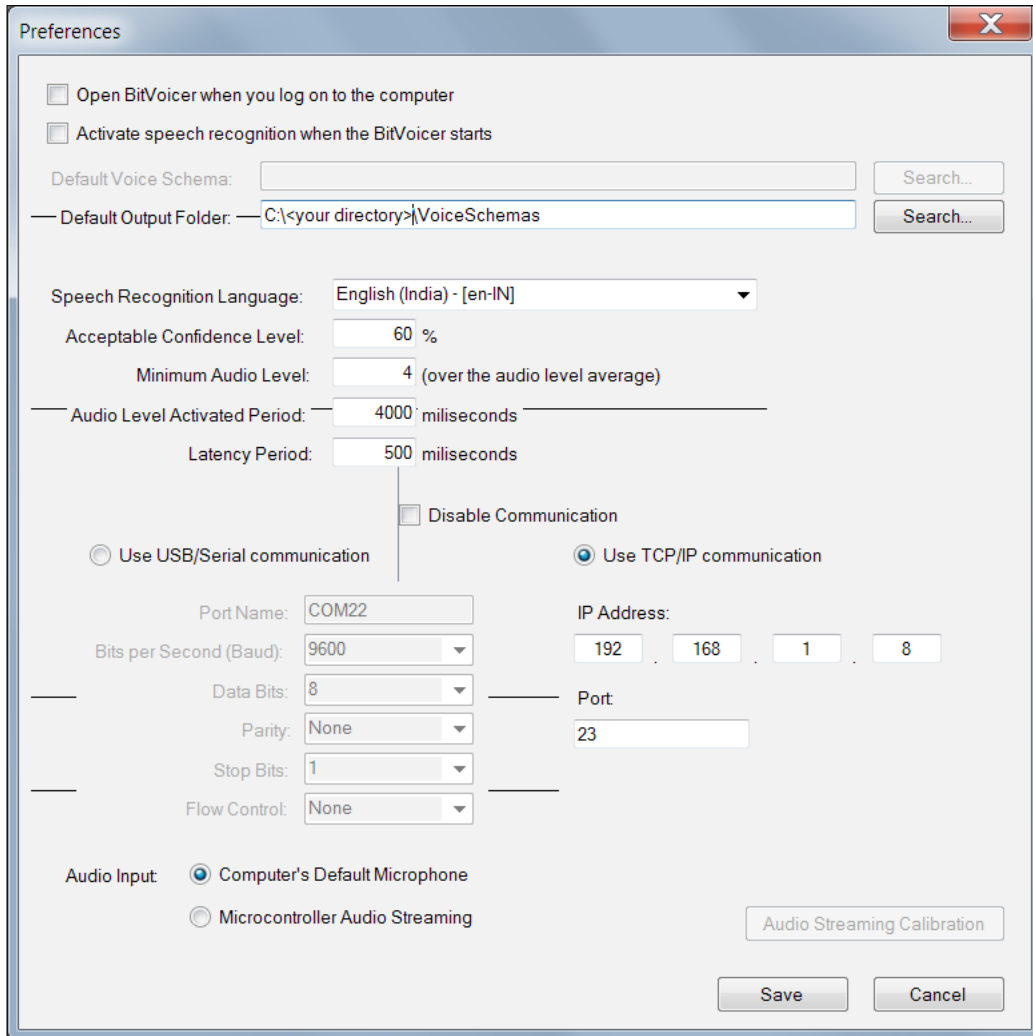 Preferences
Open BitVoicer when you log on to the computer
Activate speech recognition when the BitVoicer starts
Default Voice Schema: Search...
Default Output Folder: C:\<your directory>\VoiceSchemas Search...
Speech Recognition Language: English (India) - [en-IN]
Acceptable Confidence Level: 60 %
Minimum Audio Level: 4 (over the audio level average)
Audio Level Activated Period: 4000 miliseconds
Latency Period: 500 miliseconds
Disable Communication
Use USB/Serial communication Use TCP/IP communication
Port Name: COM22 IP Address:
Bits per Second (Baud): 9600 192 . 168 . 1 . 8
Data Bits: 8 Port:
Parity: None 23
Stop Bits: 1
Flow Control: None
Audio Input: Computer's Default Microphone
Microcontroller Audio Streaming Audio Streaming Calibration
Save Cancel